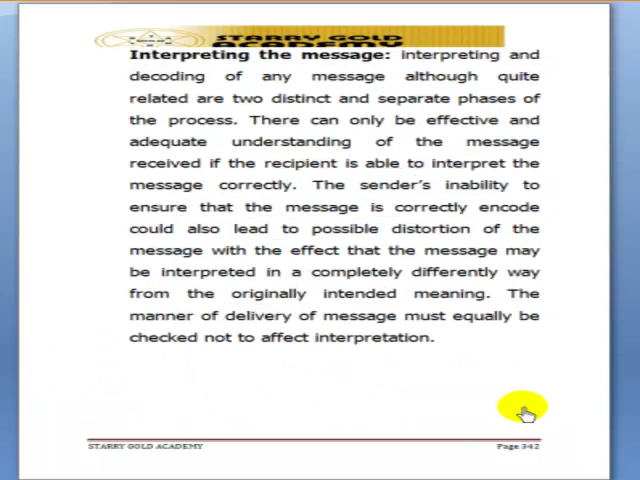 STARRY GOLD
ACADEMY
Interpreting the message: interpreting and
decoding of any message although quite
related are two distinct and separate phases of
the process. There can only be effective and
adequate understanding of the message
received if the recipient is able to interpret the
message correctly. The sender's inability to
ensure that the message is correctly encode
could also lead to possible distortion of the
message with the effect that the message may
be interpreted in a completely differently way
from the originally intended meaning. The
manner of delivery of message must equally be
checked not to affect interpretation.
STARRY GOLD ACADEMY Page 342